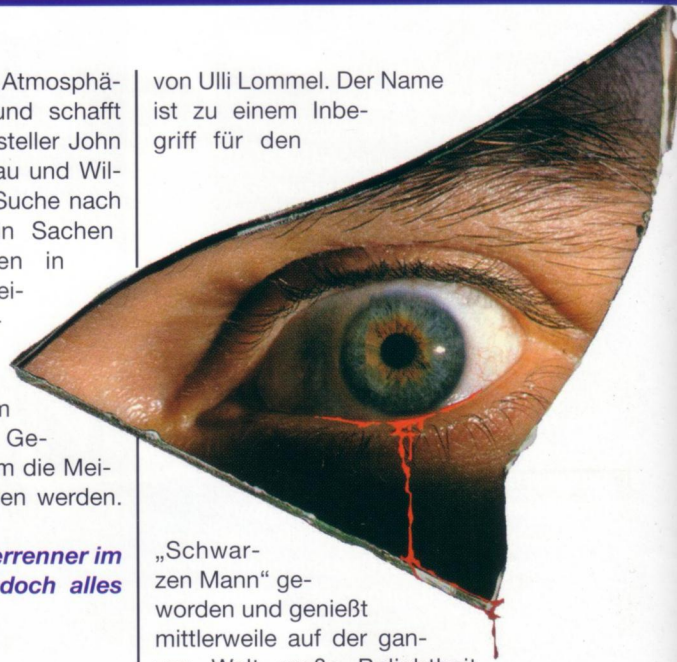 Atmosphä-
und schafft
steller John
au und Wil-
Suche nach
n Sachen
en in
ei-
Ge-
m die Mei-
en werden.
errenner im
doch alles
von Ulli Lommel. Der Name
ist zu einem Inbe-
griff für den
„Schwar-
zen Mann“ ge-
worden und genießt
mittlerweile auf der gan-